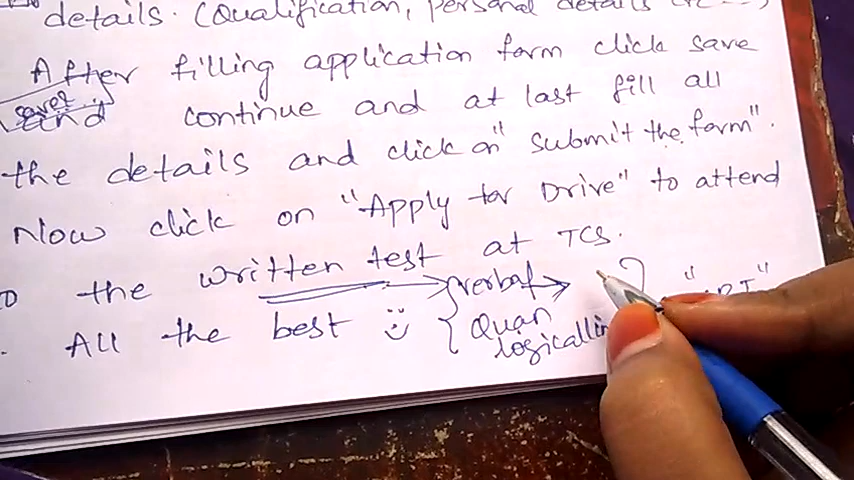 details. (Qualification, personal details
After filling application form click save
saves
and continue and at last fill all
the details and click on "submit the form".
Now click on "Apply for Drive" to attend
the written test at TCS.
verbal
All the best
Quan
logicallin